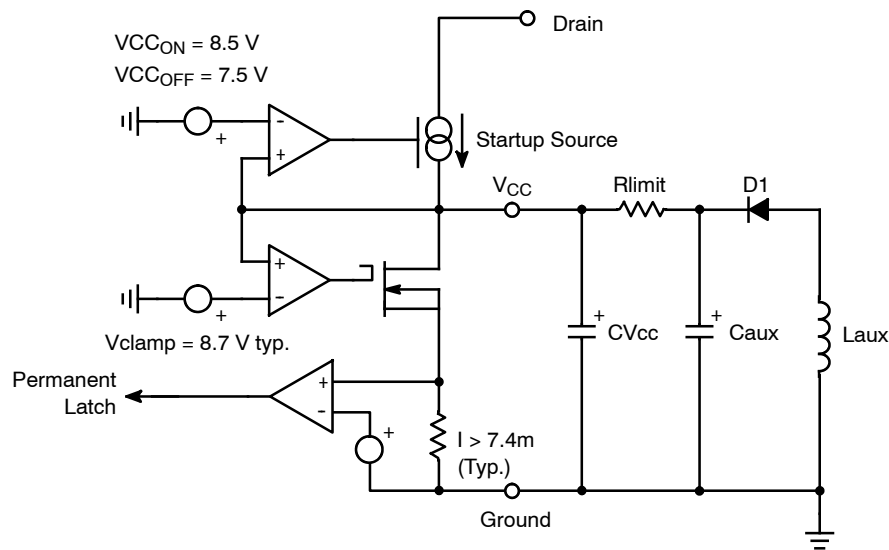 Drain
VCC_ON = 8.5 V
VCC_OFF = 7.5 V
+
-
+
Startup Source
V_CC
Rlimit
D1
+
-
+
Vclamp = 8.7 V typ.
+
CVcc
+
Caux
Laux
Permanent
Latch
+
-
+
I > 7.4m
(Typ.)
Ground